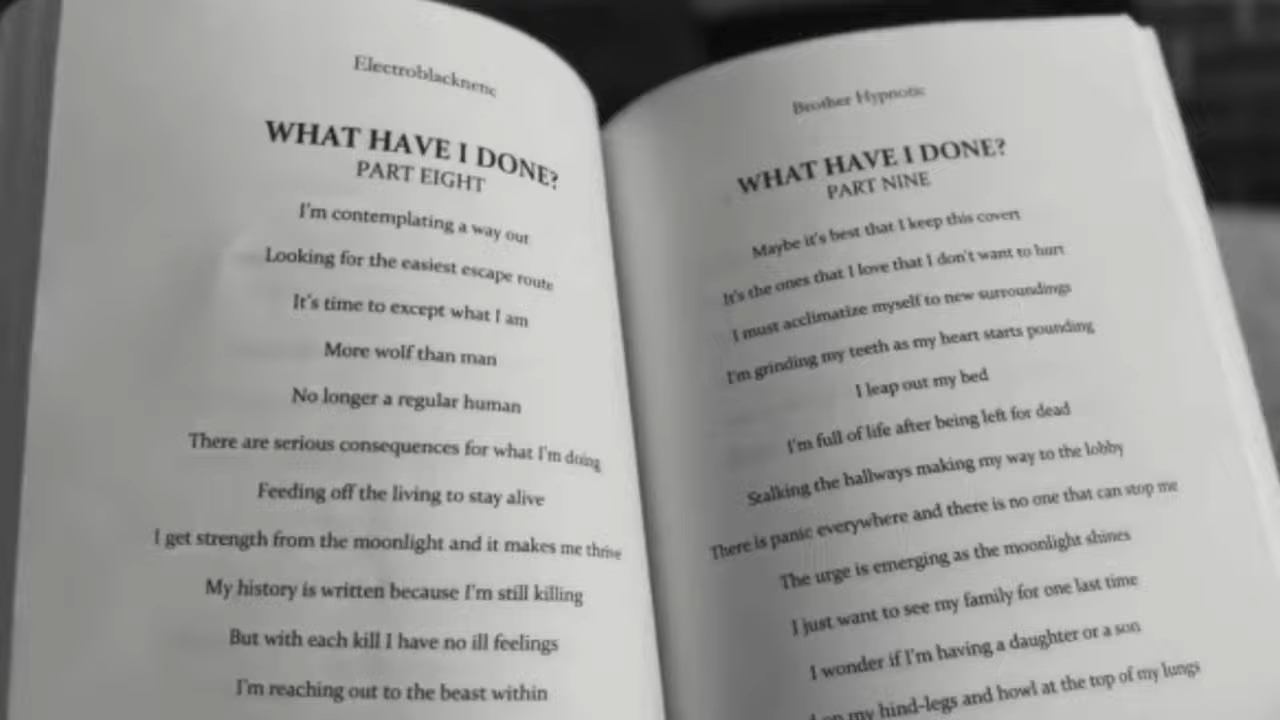 Electroblacknetic
WHAT HAVE I DONE?
PART EIGHT
I'm contemplating a way out
Looking for the easiest escape route
It's time to except what I am
More wolf than man
No longer a regular human
There are serious consequences for what I'm doing
Feeding off the living to stay alive
I get strength from the moonlight and it makes me thrive
My history is written because I'm still killing
But with each kill I have no ill feelings
I'm reaching out to the beast within
Brother Hypnotic
WHAT HAVE I DONE?
PART NINE
Maybe it's best that I keep this covert
It's the ones that I love that I don't want to hurt
I must acclimatize myself to new surroundings
I'm grinding my teeth as my heart starts pounding
I leap out my bed
I'm full of life after being left for dead
Stalking the hallways making my way to the lobby
There is panic everywhere and there is no one that can stop me
The urge is emerging as the moonlight shines
I just want to see my family for one last time
I wonder if I'm having a daughter or a son
on my hind-legs and howl at the top of my lungs